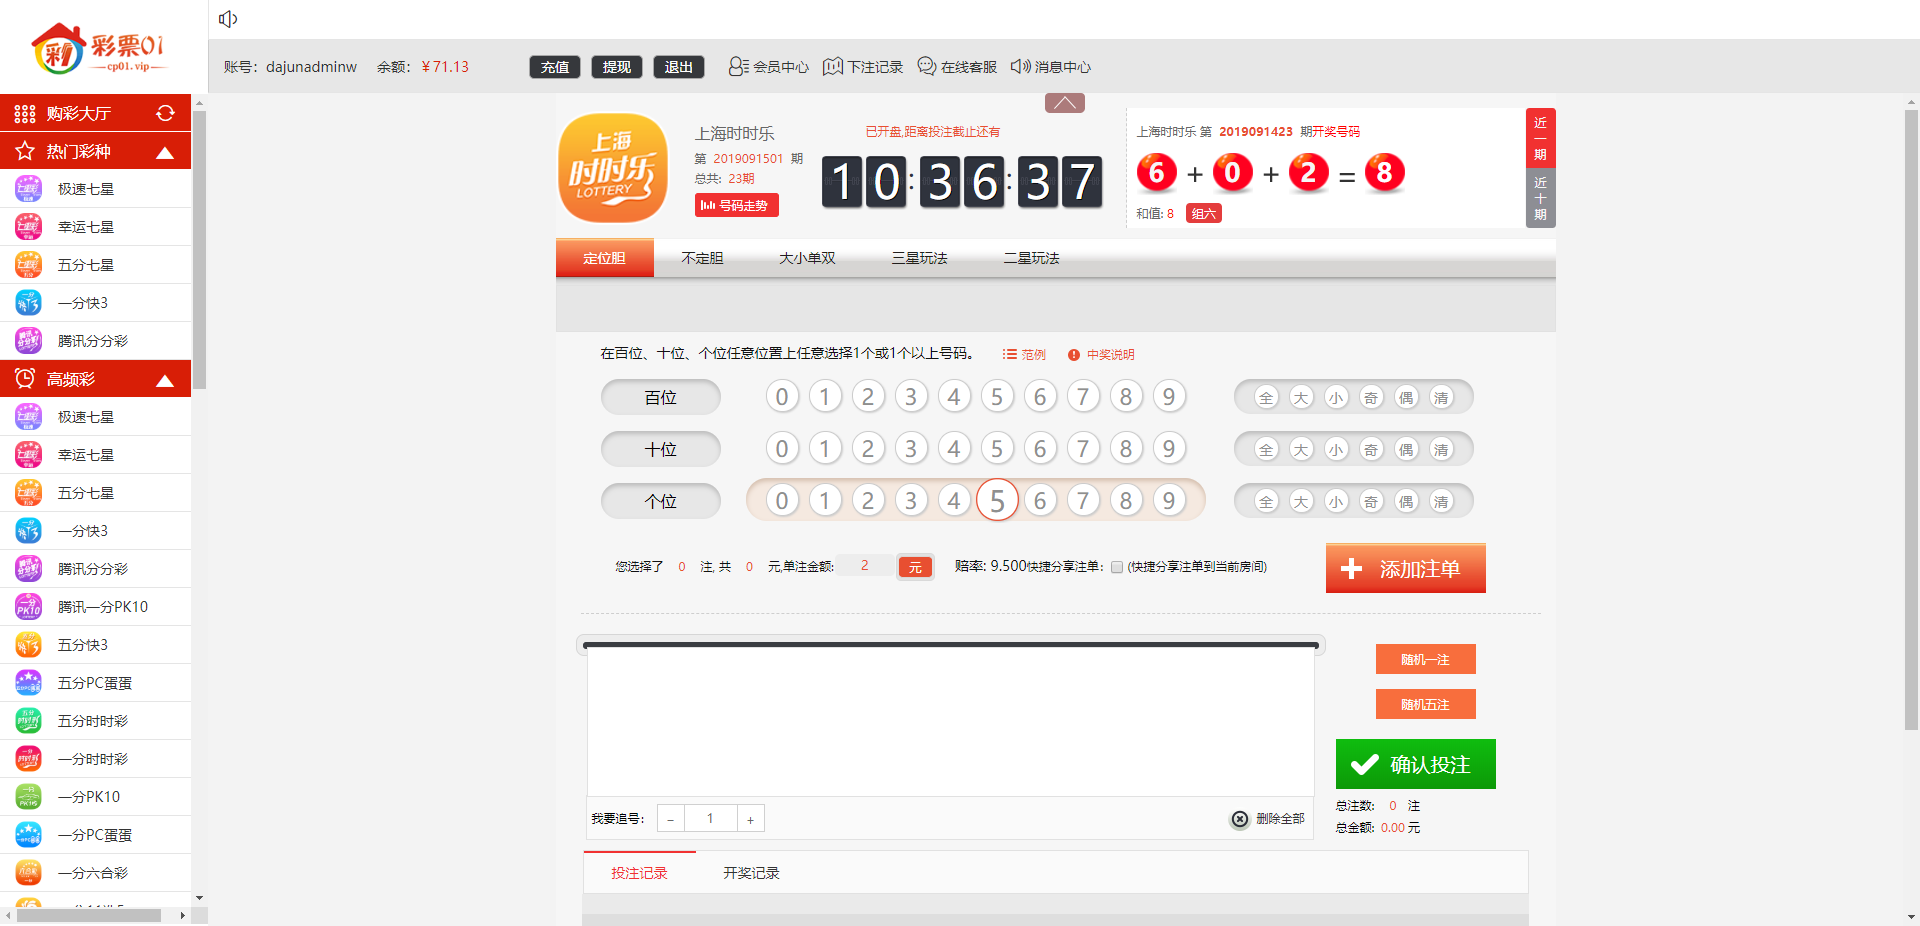 彩票01
cp01.vip
账号：dajunadminw 余额：￥71.13 充值 提现 退出 会员中心 下注记录 在线客服 消息中心
购彩大厅
热门彩种
极速七星
幸运七星
五分七星
一分快3
腾讯分分彩
高频彩
极速七星
幸运七星
五分七星
一分快3
腾讯分分彩
腾讯一分PK10
五分快3
五分PC蛋蛋
五分时时彩
一分时时彩
一分PK10
一分PC蛋蛋
一分六合彩
上海
时时乐
LOTTERY
上海时时乐
第 2019091501 期
总共: 23期
号码走势
已开盘,距离投注截止还有
10:36:37
上海时时乐 第 2019091423 期开奖号码
6 + 0 + 2 = 8
和值: 8 组六
近一期
近十期
定位胆 不定胆 大小单双 三星玩法 二星玩法
在百位、十位、个位任意位置上任意选择1个或1个以上号码。 范例 中奖说明
百位 0 1 2 3 4 5 6 7 8 9 全 大 小 奇 偶 清
十位 0 1 2 3 4 5 6 7 8 9 全 大 小 奇 偶 清
个位 0 1 2 3 4 5 6 7 8 9 全 大 小 奇 偶 清
您选择了 0 注, 共 0 元,单注金额: 2 元 赔率: 9.500快捷分享注单: (快捷分享注单到当前房间) 添加注单
随机一注
随机五注
确认投注
我要追号: - 1 + 删除全部
总注数: 0 注
总金额: 0.00 元
投注记录 开奖记录